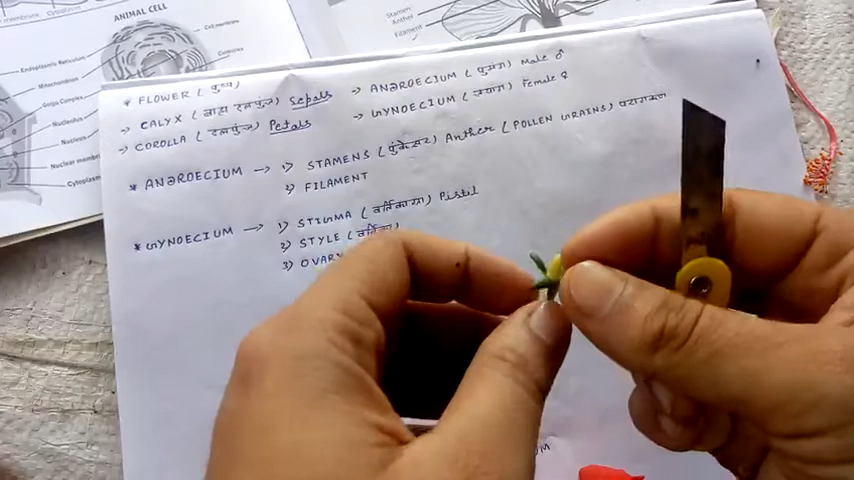 ANIMAL CELL
Cell membrane
Cytoplasm
Endoplasmic Reticulum
Mitochondrion
Golgi Complex
Nucleolus
Nucleus
Nuclear Membrane
Cytoplasm
Stamen
Anther
Filament
* FLOWER ( पुष्प )
→ CALYX ( बाह्य दलपुंज ) Sepals
→ COROLLA ( दलपुंज ) Petals
→ ANDROECIUM ( पुमंग ) Male ♂
→ GYNOECIUM ( जायांग ) Female ♀
* ANDROECIUM → 1) STAMENS ( पुंकेसर ) Anther ( POLLEN GRAINS ) परागकण
2) FILAMENT
* GYNOECIUM → 1) STIGMA ( वर्तिकाग्र ) Pistil
2) STYLE ( वर्तिका )
3) OVARY